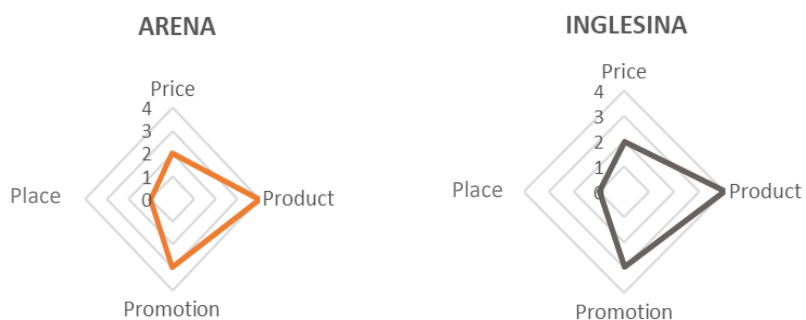 ARENA
Price
4
3
2
1
0
Place
Product
Promotion
INGLESINA
Price
4
3
2
1
0
Place
Product
Promotion